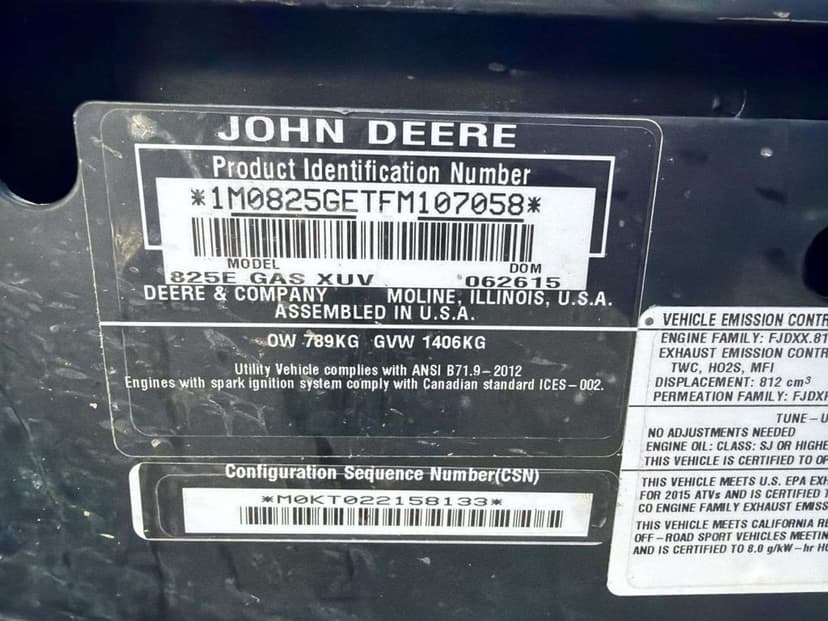 JOHN DEERE
Product Identification Number
*1M0825GETFM107058*
MODEL DOM
825E GAS XUV 062615
DEERE & COMPANY MOLINE, ILLINOIS, U.S.A.
ASSEMBLED IN U.S.A.
OW 789KG GVW 1406KG
Utility Vehicle complies with ANSI B71.9-2012
Engines with spark ignition system comply with Canadian standard ICES-002.
Configuration Sequence Number(CSN)
*M0KT022158133*
VEHICLE EMISSION CONTR
ENGINE FAMILY: FJDXX.81
EXHAUST EMISSION CONTR
TWC, HO2S, MFI
DISPLACEMENT: 812 cm³
PERMEATION FAMILY: FJDXP
TUNE-U
NO ADJUSTMENTS NEEDED
ENGINE OIL: CLASS: SJ OR HIGHE
THIS VEHICLE IS CERTIFIED TO OP
THIS VEHICLE MEETS U.S. EPA EXH
FOR 2015 ATVs AND IS CERTIFIED T
CO ENGINE FAMILY EXHAUST EMISS
THIS VEHICLE MEETS CALIFORNIA RE
OFF-ROAD SPORT VEHICLES MEETIN
AND IS CERTIFIED TO 8.0 g/kW-hr HC